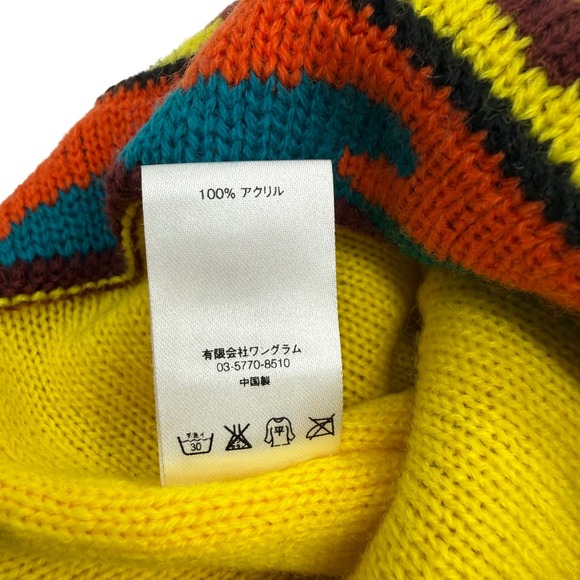 100% アクリル
有限会社ワングラム
03-5770-8510
中国製
手洗イ
30
平